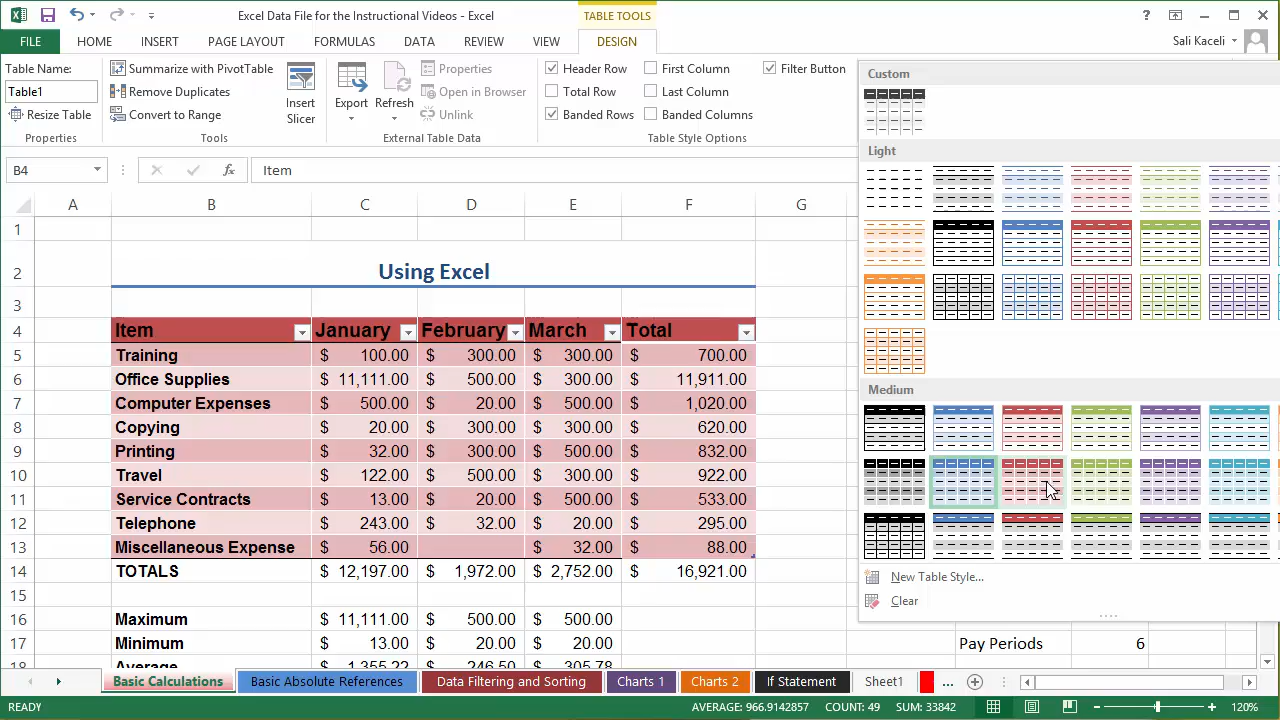 Excel Data File for the Instructional Videos - Excel
TABLE TOOLS
?
FILE HOME INSERT PAGE LAYOUT FORMULAS DATA REVIEW VIEW DESIGN Sali Kaceli
Table Name:
Table1
Resize Table
Properties
Summarize with PivotTable
Remove Duplicates
Convert to Range
Insert
Slicer
Tools
Export Refresh
Properties
Open in Browser
Unlink
External Table Data
Header Row First Column Filter Button
Total Row Last Column
Banded Rows Banded Columns
Table Style Options
B4 fx Item
Custom
Light
Medium
New Table Style...
Clear
A B C D E F G
1
2 Using Excel
3
4 Item January February March Total
5 Training $ 100.00 $ 300.00 $ 300.00 $ 700.00
6 Office Supplies $ 11,111.00 $ 500.00 $ 300.00 $ 11,911.00
7 Computer Expenses $ 500.00 $ 20.00 $ 500.00 $ 1,020.00
8 Copying $ 20.00 $ 300.00 $ 300.00 $ 620.00
9 Printing $ 32.00 $ 300.00 $ 500.00 $ 832.00
10 Travel $ 122.00 $ 500.00 $ 300.00 $ 922.00
11 Service Contracts $ 13.00 $ 20.00 $ 500.00 $ 533.00
12 Telephone $ 243.00 $ 32.00 $ 20.00 $ 295.00
13 Miscellaneous Expense $ 56.00 $ 32.00 $ 88.00
14 TOTALS $ 12,197.00 $ 1,972.00 $ 2,752.00 $ 16,921.00
15
16 Maximum $ 11,111.00 $ 500.00 $ 500.00
17 Minimum $ 13.00 $ 20.00 $ 20.00 Pay Periods 6
18 Average $ 1,355.22 $ 246.50 $ 305.78
Basic Calculations Basic Absolute References Data Filtering and Sorting Charts 1 Charts 2 If Statement Sheet1 ...
READY AVERAGE: 966.9142857 COUNT: 49 SUM: 33842 120%